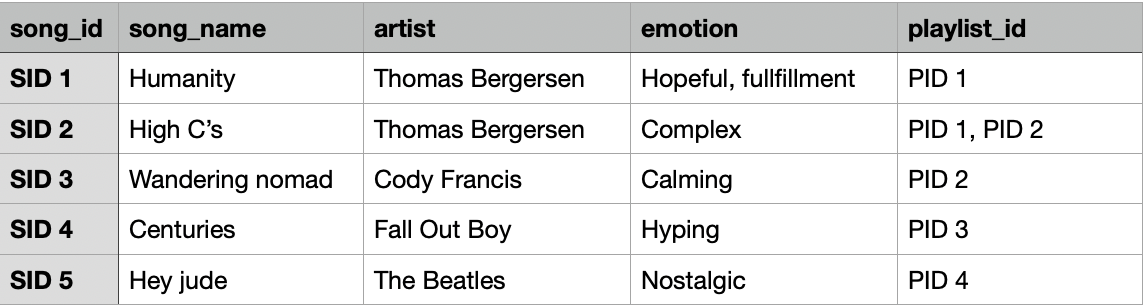 song_id song_name artist emotion playlist_id
SID 1 Humanity Thomas Bergersen Hopeful, fullfillment PID 1
SID 2 High C’s Thomas Bergersen Complex PID 1, PID 2
SID 3 Wandering nomad Cody Francis Calming PID 2
SID 4 Centuries Fall Out Boy Hyping PID 3
SID 5 Hey jude The Beatles Nostalgic PID 4